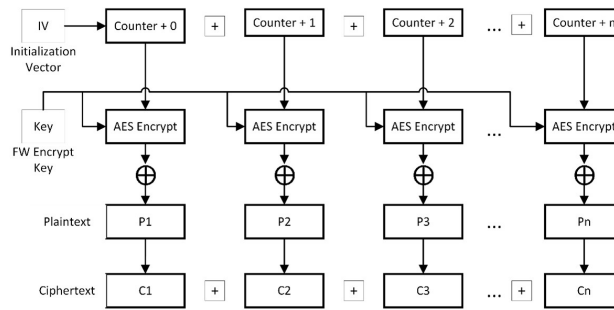 IV
Counter + 0
+
Counter + 1
+
Counter + 2
...
+
Counter + n
Initialization
Vector
Key
AES Encrypt
AES Encrypt
AES Encrypt
...
AES Encrypt
FW Encrypt
Key
Plaintext
P1
P2
P3
...
Pn
Ciphertext
C1
+
C2
+
C3
...
+
Cn